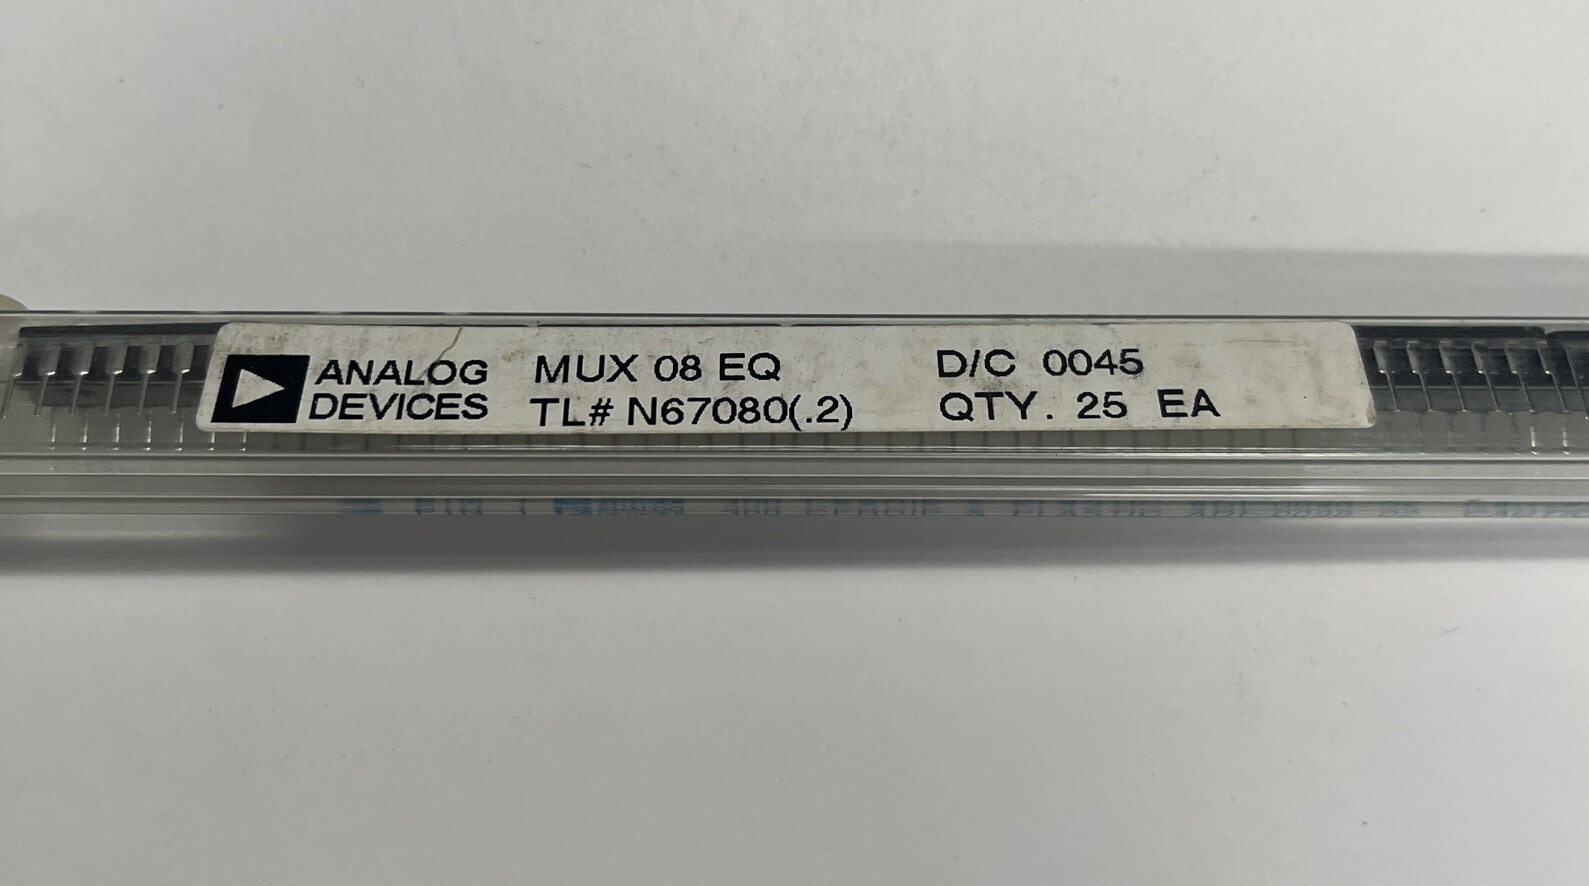 ANALOG
DEVICES
MUX 08 EQ
TL# N67080(.2)
D/C 0045
QTY. 25 EA